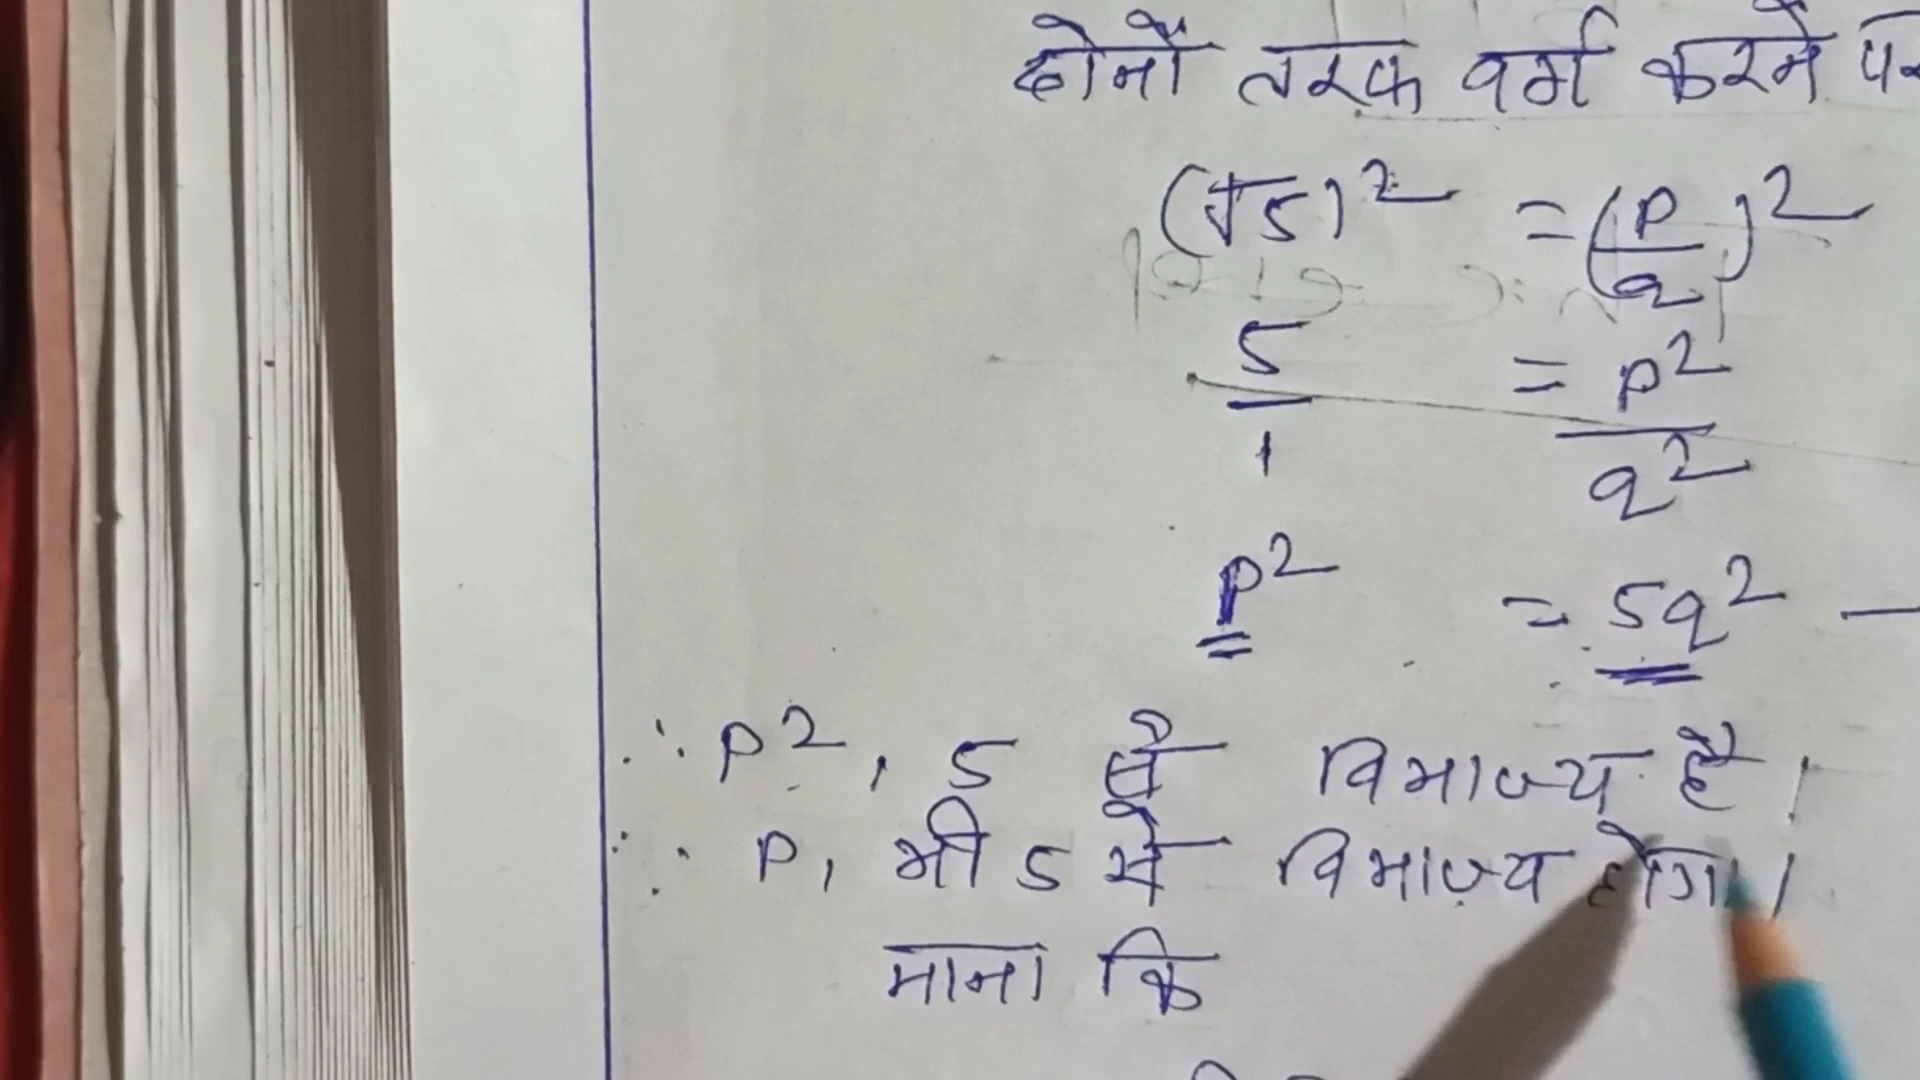 दोनों तरफ वर्ग करने पर
(√5)² = (p/q)²
5/1 = p²/q²
p² = 5q² —
∴ p², 5 से विभाज्य है।
∴ p, भी 5 से विभाज्य होगा।
माना कि